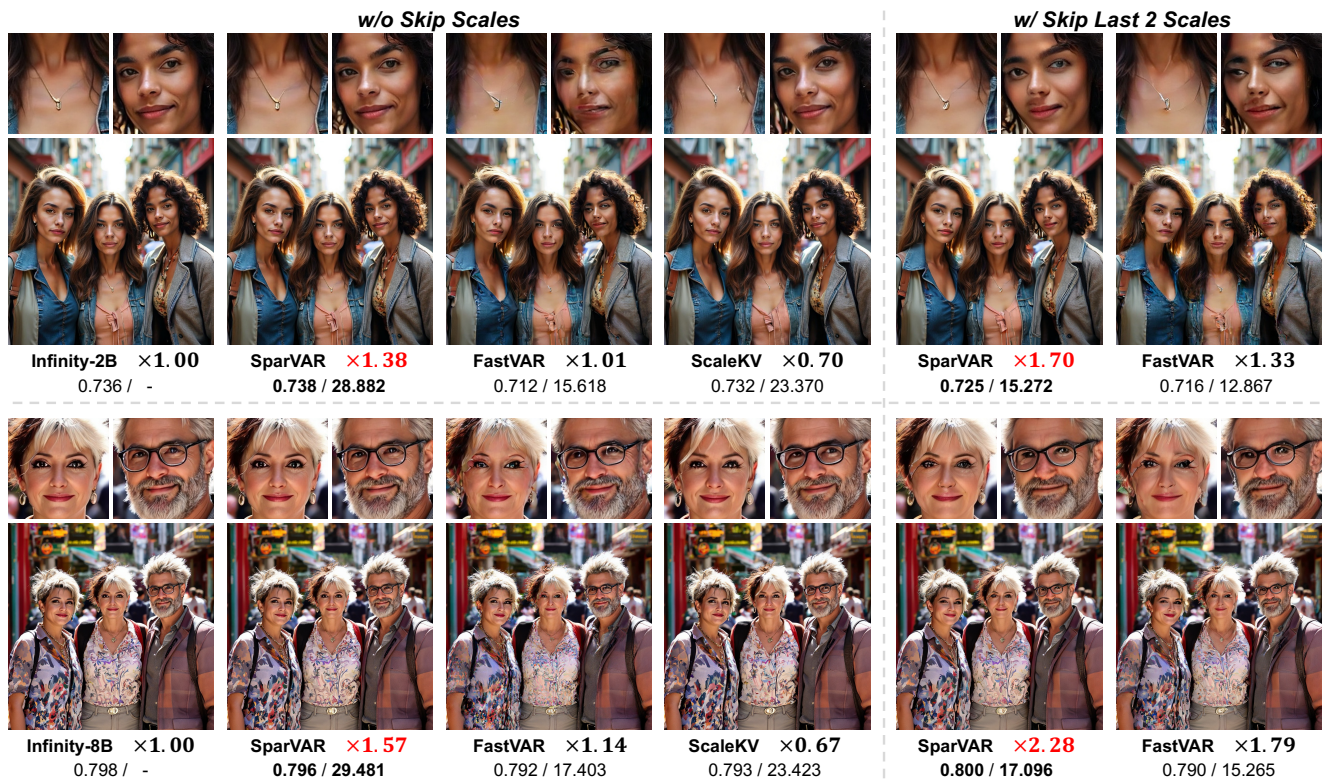 w/o Skip Scales w/ Skip Last 2 Scales
Infinity-2B ×1.00 SparVAR ×1.38 FastVAR ×1.01 ScaleKV ×0.70 SparVAR ×1.70 FastVAR ×1.33
0.736 / - 0.738 / 28.882 0.712 / 15.618 0.732 / 23.370 0.725 / 15.272 0.716 / 12.867
Infinity-8B ×1.00 SparVAR ×1.57 FastVAR ×1.14 ScaleKV ×0.67 SparVAR ×2.28 FastVAR ×1.79
0.798 / - 0.796 / 29.481 0.792 / 17.403 0.793 / 23.423 0.800 / 17.096 0.790 / 15.265